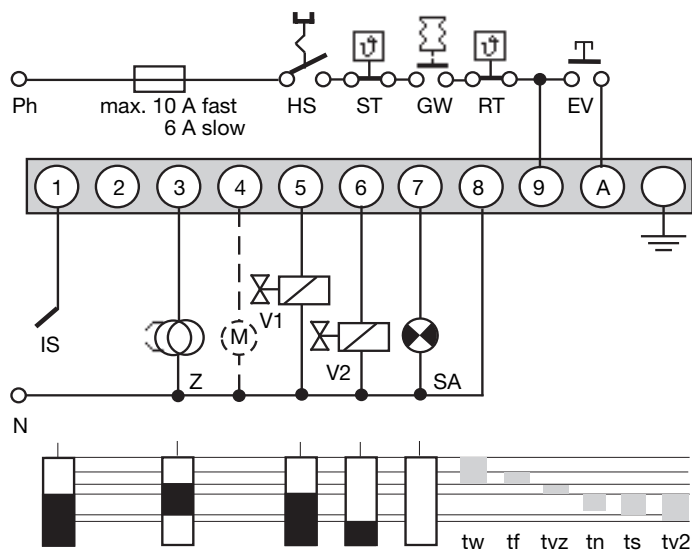 ϑ ϑ
Ph max. 10 A fast HS ST GW RT EV
6 A slow
1 2 3 4 5 6 7 8 9 A
V1
M
IS Z V2 SA
N
tw tf tvz tn ts tv2